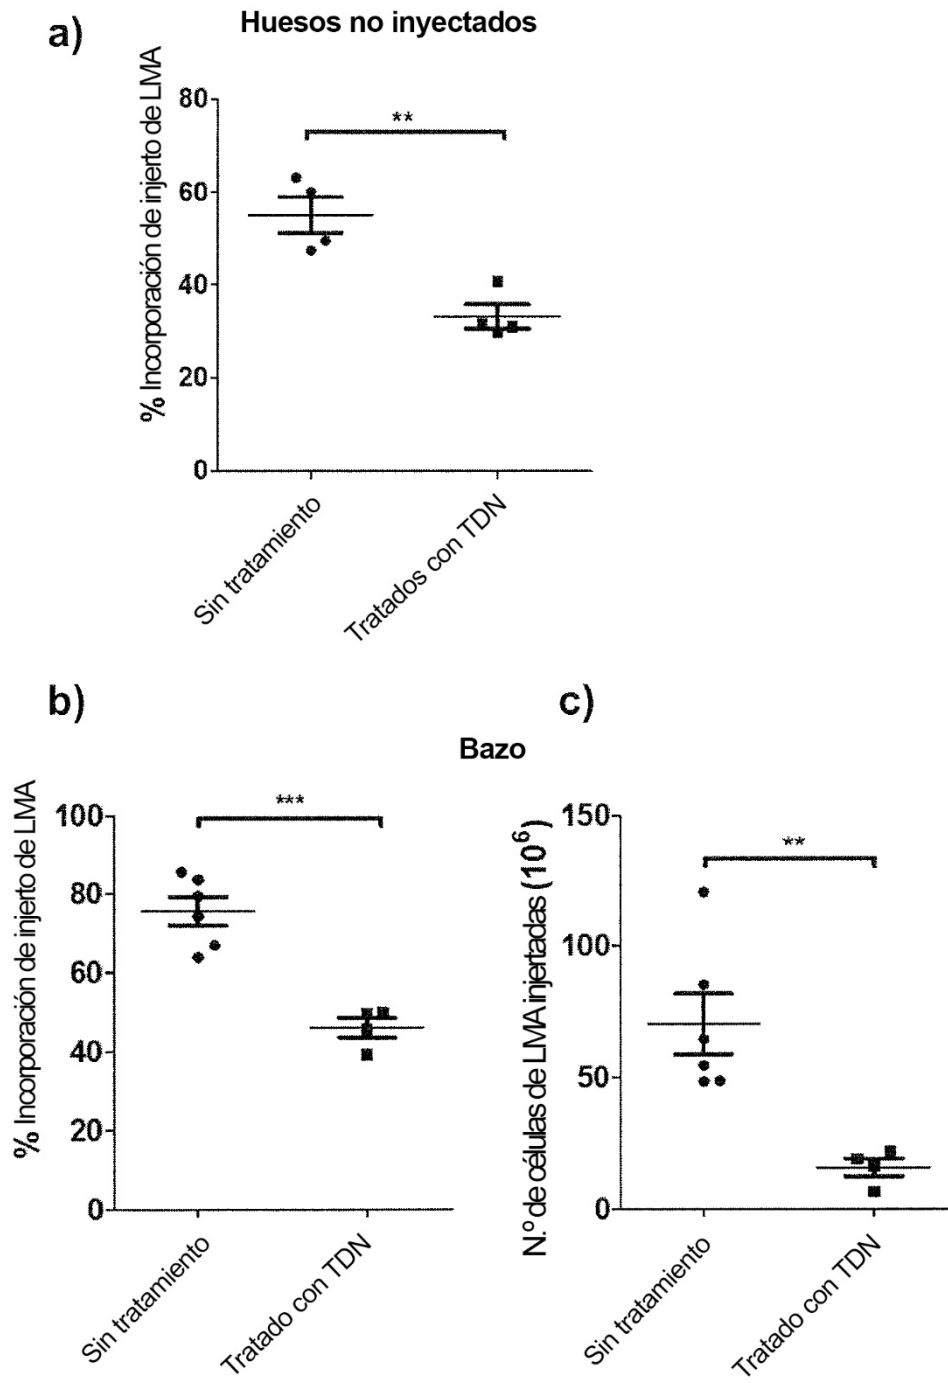 a)
Huesos no inyectados
% Incorporación de injerto de LMA
80
60
40
20
0
**
Sin tratamiento
Tratados con TDN
b)
c)
Bazo
% Incorporación de injerto de LMA
100
80
60
40
20
0
***
Sin tratamiento
Tratado con TDN
N.º de células de LMA injertadas (10⁶)
150
100
50
0
**
Sin tratamiento
Tratado con TDN